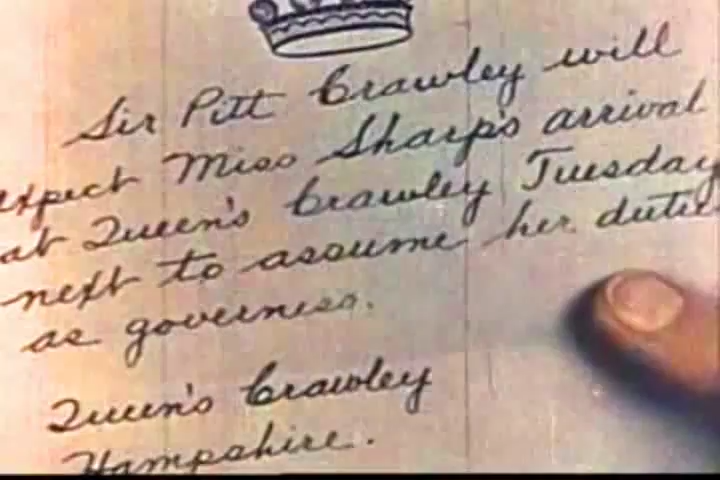 Sir Pitt Crawley will
expect Miss Sharp's arrival
at Queen's Crawley Tuesday
next to assume her duties
as governess.
Queen's Crawley
Hampshire.